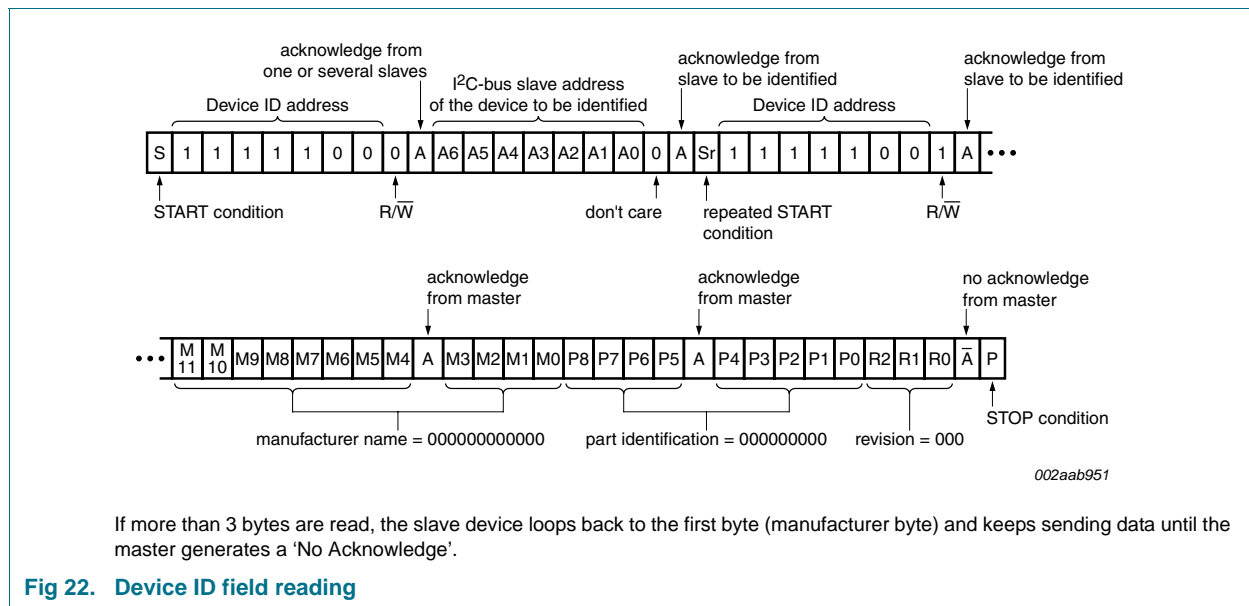 acknowledge from
one or several slaves
I²C-bus slave address
of the device to be identified
acknowledge from
slave to be identified
acknowledge from
slave to be identified
Device ID address
Device ID address
S 1 1 1 1 1 0 0 0 A A6 A5 A4 A3 A2 A1 A0 0 A Sr 1 1 1 1 1 0 0 1 A •••
START condition
R/W̅
don't care
repeated START
condition
R/W̅
acknowledge
from master
acknowledge
from master
no acknowledge
from master
••• M11 M10 M9 M8 M7 M6 M5 M4 A M3 M2 M1 M0 P8 P7 P6 P5 A P4 P3 P2 P1 P0 R2 R1 R0 A̅ P
STOP condition
manufacturer name = 000000000000
part identification = 000000000
revision = 000
002aab951
If more than 3 bytes are read, the slave device loops back to the first byte (manufacturer byte) and keeps sending data until the
master generates a ‘No Acknowledge’.
Fig 22. Device ID field reading